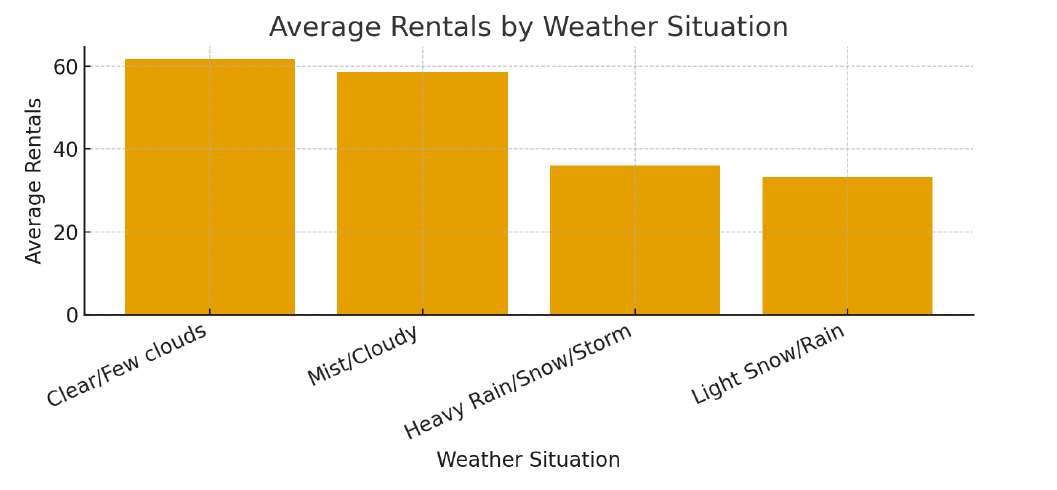 Average Rentals by Weather Situation
Average Rentals
60
40
20
0
Clear/Few clouds
Mist/Cloudy
Heavy Rain/Snow/Storm
Light Snow/Rain
Weather Situation